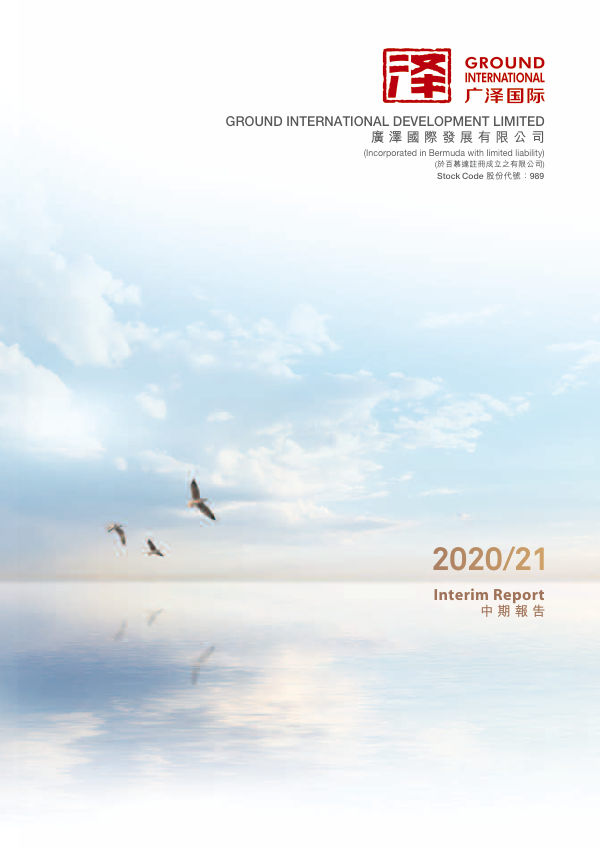 泽
GROUND
INTERNATIONAL
广泽国际
GROUND INTERNATIONAL DEVELOPMENT LIMITED
廣澤國際發展有限公司
(Incorporated in Bermuda with limited liability)
(於百慕達註冊成立之有限公司)
Stock Code 股份代號：989
2020/21
Interim Report
中期報告